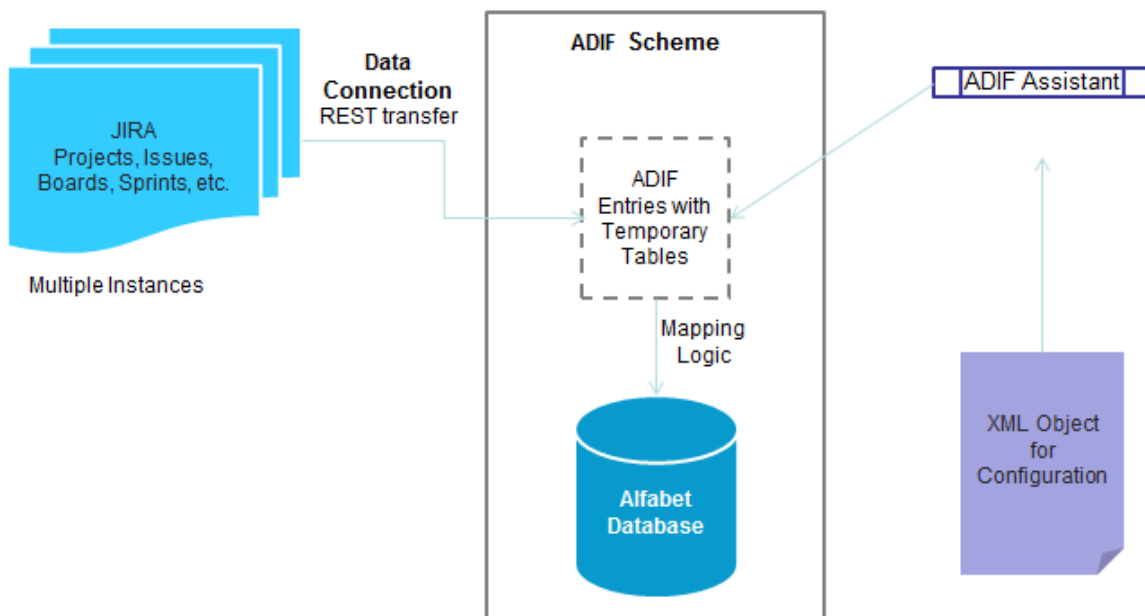 JIRA
Projects, Issues,
Boards, Sprints, etc.
Multiple Instances
Data
Connection
REST transfer
ADIF Scheme
ADIF
Entries with
Temporary
Tables
Mapping
Logic
Alfabet
Database
ADIF Assistant
XML Object
for
Configuration